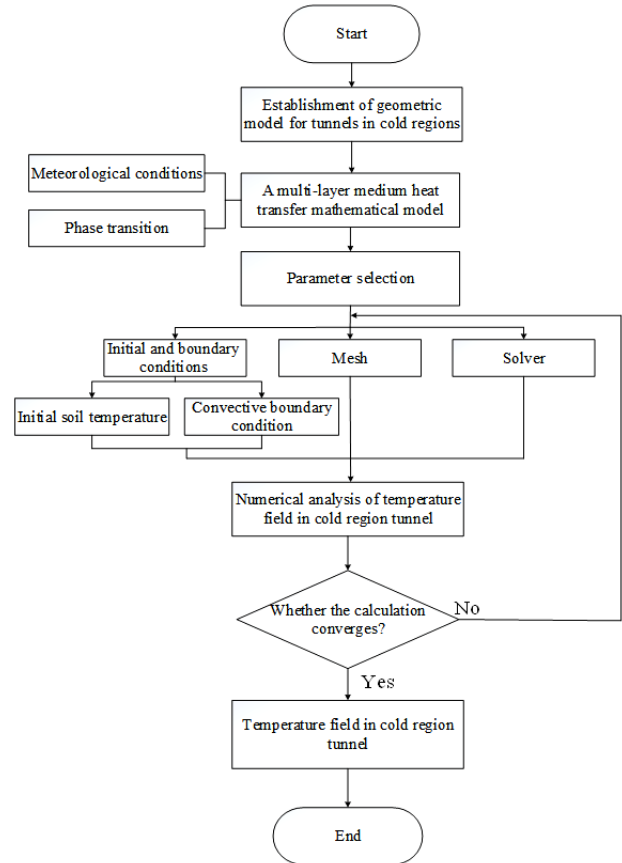 Start
Establishment of geometric
model for tunnels in cold regions
Meteorological conditions
Phase transition
A multi-layer medium heat
transfer mathematical model
Parameter selection
Initial and boundary
conditions
Mesh
Solver
Initial soil temperature
Convective boundary
condition
Numerical analysis of temperature
field in cold region tunnel
Whether the calculation
converges?
No
Yes
Temperature field in cold region
tunnel
End